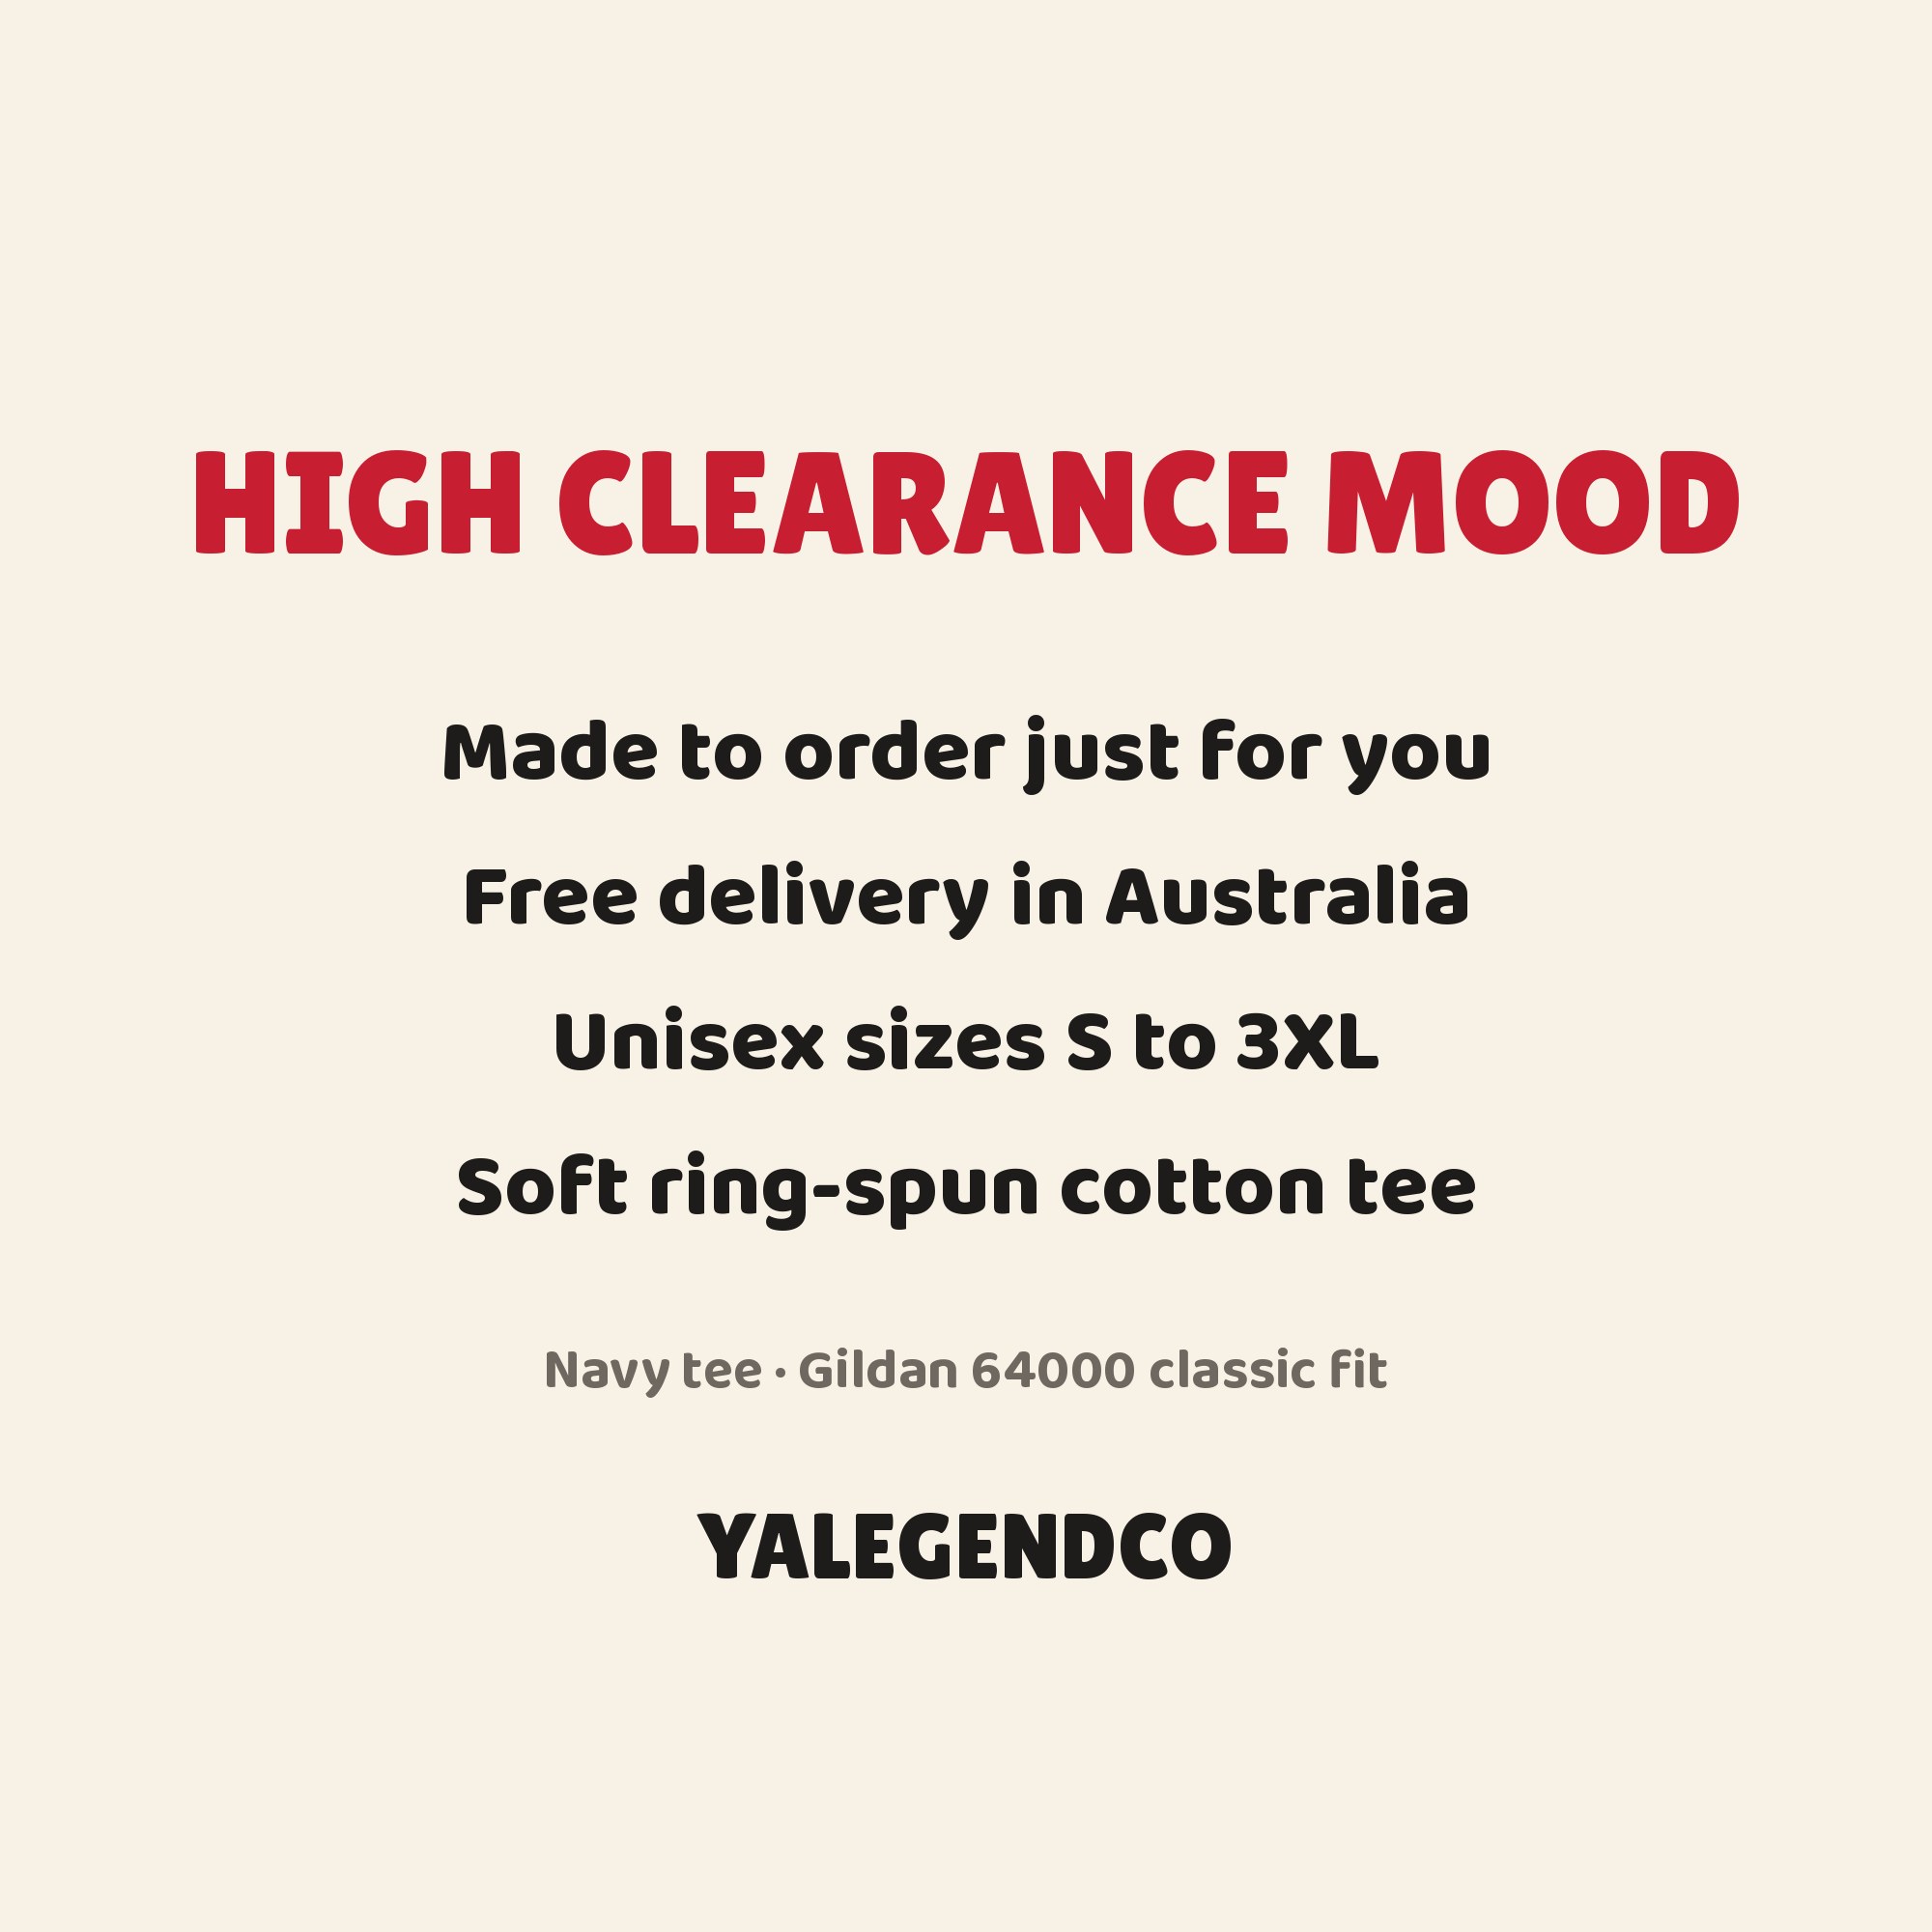 HIGH CLEARANCE MOOD
Made to order just for you
Free delivery in Australia
Unisex sizes S to 3XL
Soft ring-spun cotton tee
Navy tee · Gildan 64000 classic fit
YALEGENDCO